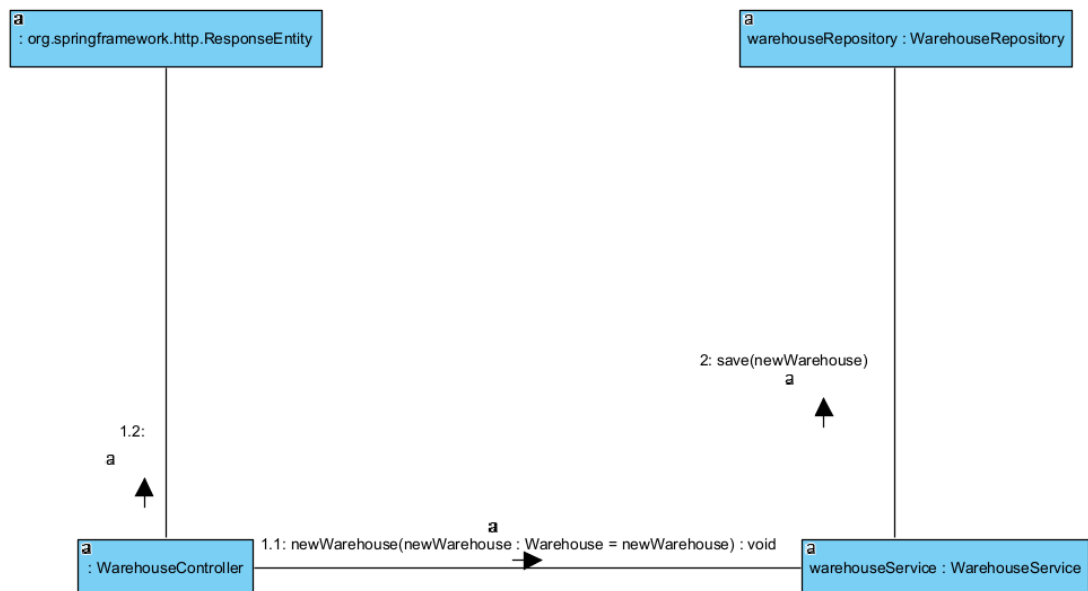 a
: org.springframework.http.ResponseEntity
a
warehouseRepository : WarehouseRepository
2: save(newWarehouse)
a
1.2:
a
a
1.1: newWarehouse(newWarehouse : Warehouse = newWarehouse) : void
a
: WarehouseController
a
warehouseService : WarehouseService